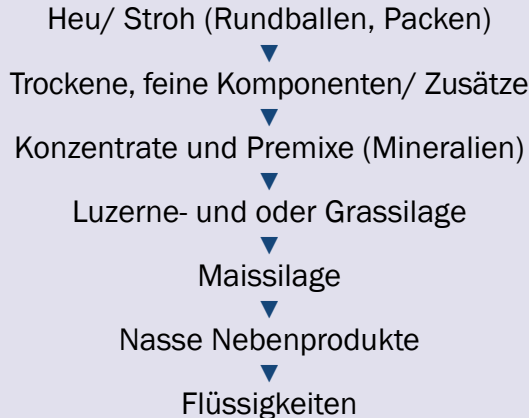 Heu/ Stroh (Rundballen, Packen)
Trockene, feine Komponenten/ Zusätze
Konzentrate und Premixe (Mineralien)
Luzerne- und oder Grassilage
Maissilage
Nasse Nebenprodukte
Flüssigkeiten